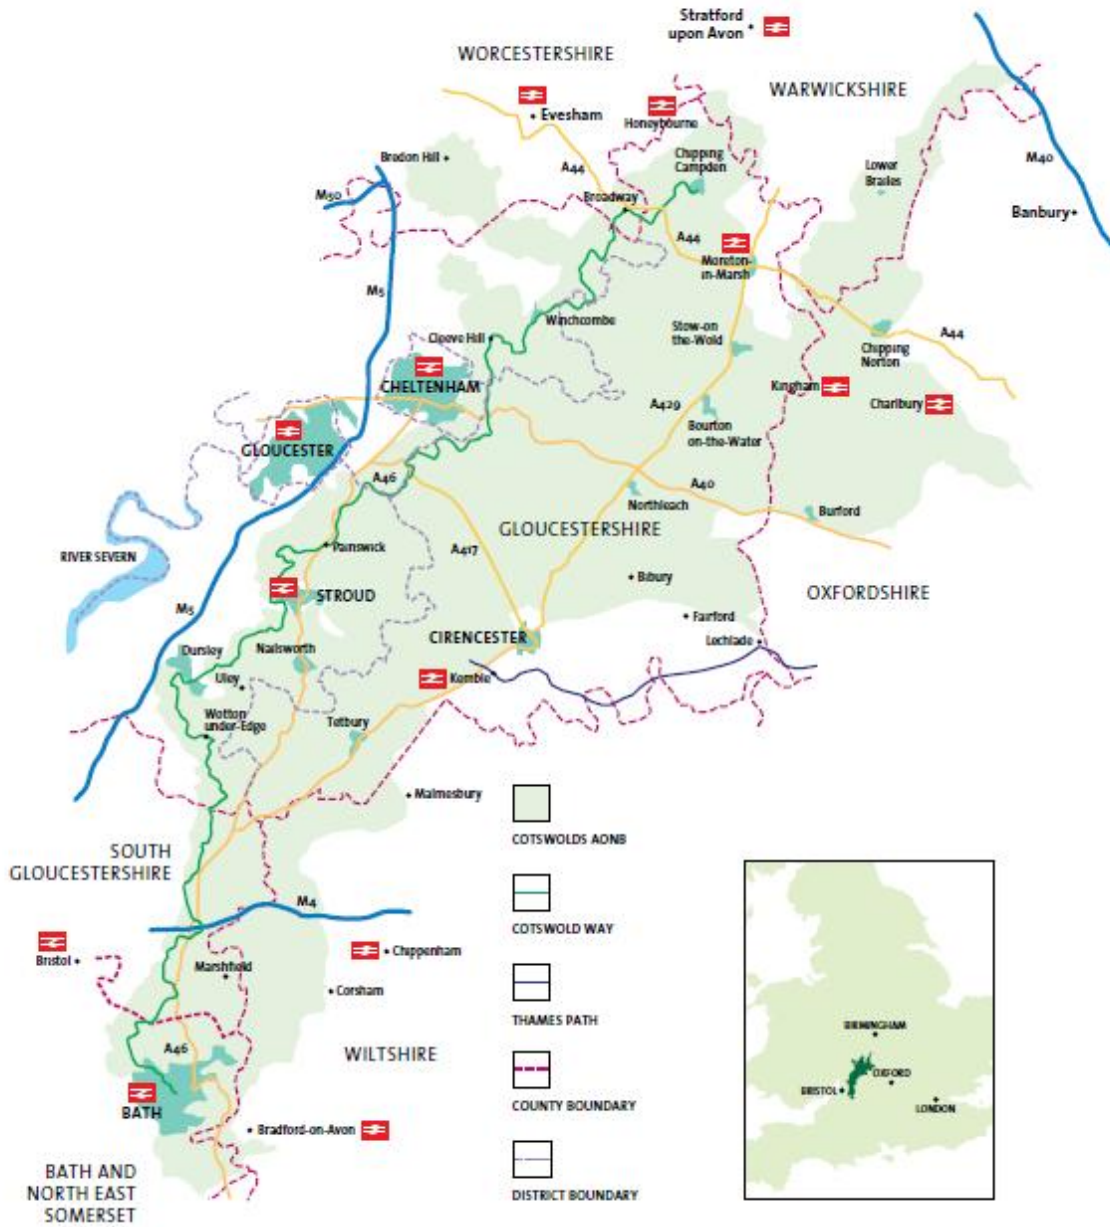 Stratford
upon Avon
WORCESTERSHIRE
WARWICKSHIRE
Evesham
Honeybourne
Bredon Hill
A44
Chipping
Campden
Lower
Brailes
M40
M50
Broadway
Banbury
A44
Moreton-
in-Marsh
M5
Winchcombe
Cleeve Hill
Stow-on
the-Wold
A44
Chipping
Norton
CHELTENHAM
Kingham
Charlbury
A429
Bourton
on-the-Water
GLOUCESTER
A46
A40
Northleach
Burford
GLOUCESTERSHIRE
RIVER SEVERN
Painswick
A417
Bibury
OXFORDSHIRE
M5
STROUD
Fairford
CIRENCESTER
Lechlade
Dursley
Nailsworth
Uley
Kemble
Wotton
under-Edge
Tetbury
Malmesbury
COTSWOLDS AONB
SOUTH
GLOUCESTERSHIRE
M4
COTSWOLD WAY
Bristol
Chippenham
Marshfield
Corsham
THAMES PATH
A46
WILTSHIRE
BATH
COUNTY BOUNDARY
Bradford-on-Avon
BATH AND
NORTH EAST
SOMERSET
DISTRICT BOUNDARY
BIRMINGHAM
OXFORD
BRISTOL
LONDON